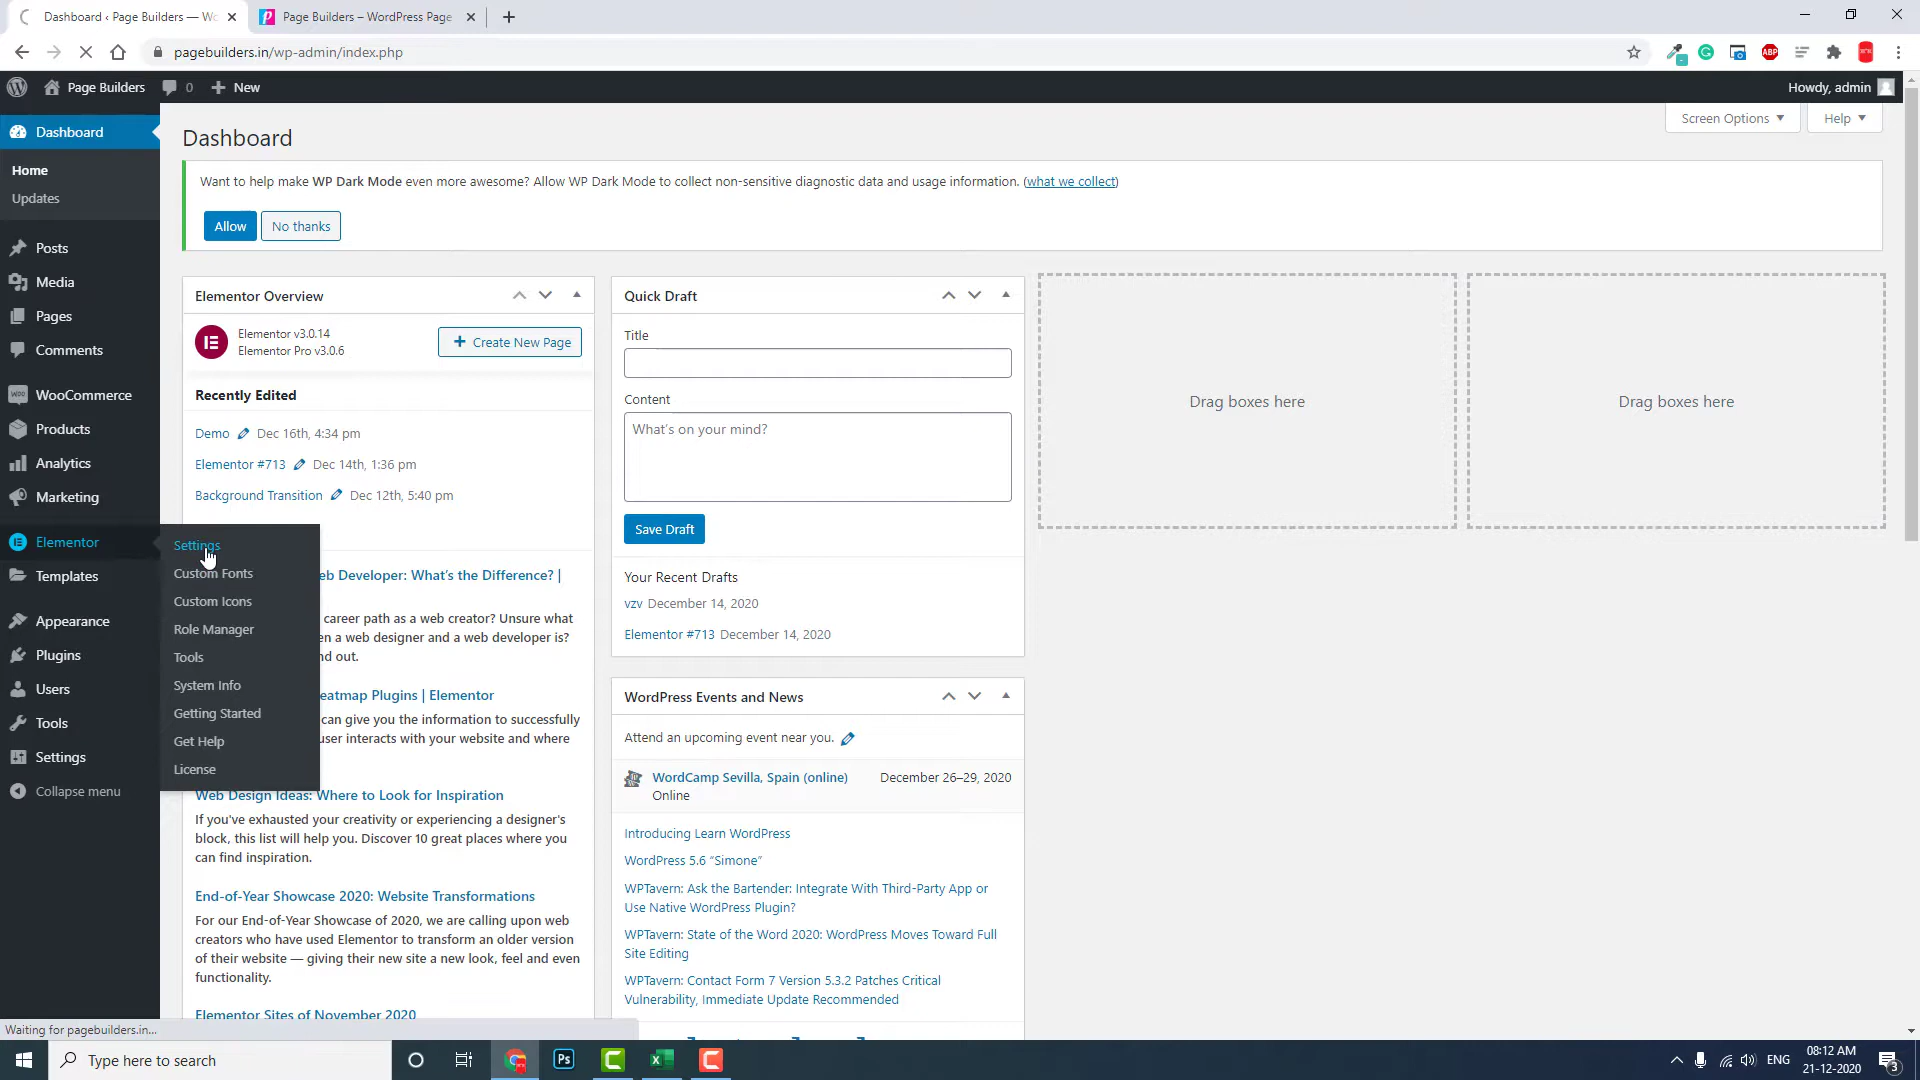 Dashboard ‹ Page Builders — Wo
Page Builders – WordPress Page
pagebuilders.in/wp-admin/index.php
ABP
Page Builders
0
New
Howdy, admin
Screen Options
Help
Dashboard
Home
Updates
Posts
Media
Pages
Comments
WooCommerce
Products
Analytics
Marketing
Elementor
Templates
Appearance
Plugins
Users
Tools
Settings
Collapse menu
Settings
Custom Fonts
Custom Icons
Role Manager
Tools
System Info
Getting Started
Get Help
License
Dashboard
Want to help make WP Dark Mode even more awesome? Allow WP Dark Mode to collect non-sensitive diagnostic data and usage information. (what we collect)
Allow
No thanks
Elementor Overview
Elementor v3.0.14
Elementor Pro v3.0.6
Create New Page
Recently Edited
Demo Dec 16th, 4:34 pm
Elementor #713 Dec 14th, 1:36 pm
Background Transition Dec 12th, 5:40 pm
eb Developer: What's the Difference? |
career path as a web creator? Unsure what
en a web designer and a web developer is?
nd out.
eatmap Plugins | Elementor
can give you the information to successfully
user interacts with your website and where
Web Design Ideas: Where to Look for Inspiration
If you've exhausted your creativity or experiencing a designer's
block, this list will help you. Discover 10 great places where you
can find inspiration.
End-of-Year Showcase 2020: Website Transformations
For our End-of-Year Showcase of 2020, we are calling upon web
creators who have used Elementor to transform an older version
of their website — giving their new site a new look, feel and even
functionality.
Elementor Sites of November 2020
Quick Draft
Title
Content
What's on your mind?
Save Draft
Your Recent Drafts
vzv December 14, 2020
Elementor #713 December 14, 2020
WordPress Events and News
Attend an upcoming event near you.
WordCamp Sevilla, Spain (online) December 26–29, 2020
Online
Introducing Learn WordPress
WordPress 5.6 “Simone”
WPTavern: Ask the Bartender: Integrate With Third-Party App or
Use Native WordPress Plugin?
WPTavern: State of the Word 2020: WordPress Moves Toward Full
Site Editing
WPTavern: Contact Form 7 Version 5.3.2 Patches Critical
Vulnerability, Immediate Update Recommended
Drag boxes here
Drag boxes here
Waiting for pagebuilders.in...
Type here to search
Ps
ENG
08:12 AM
21-12-2020
3